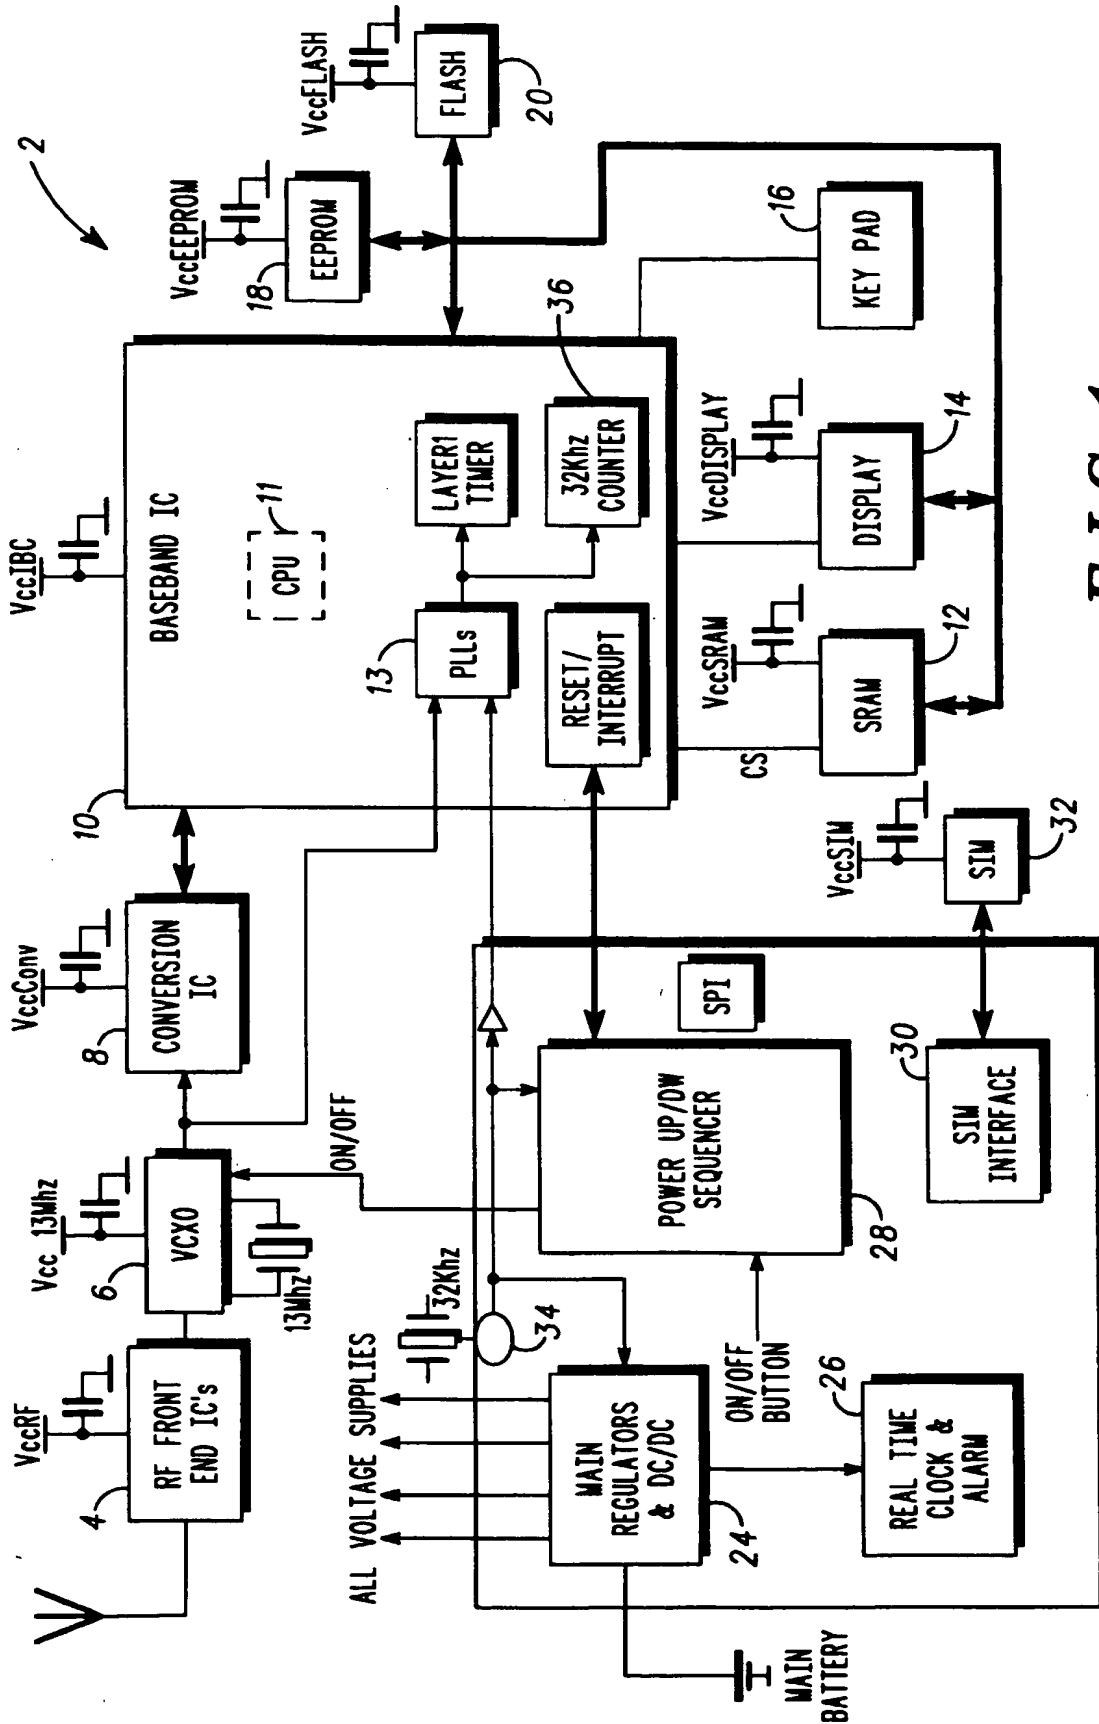 2
VccRF
Vcc 13Mhz
VccConv
VccIBC
VccEEPROM
VccFLASH
4
RF FRONT
END IC's
6
VCXO
13Mhz
8
CONVERSION
IC
10
BASEBAND IC
CPU
11
13
PLLs
LAYER1
TIMER
RESET/
INTERRUPT
32Khz
COUNTER
36
18
EEPROM
FLASH
20
ON/OFF
ALL VOLTAGE SUPPLIES
32Khz
34
MAIN
REGULATORS
& DC/DC
24
POWER UP/DW
SEQUENCER
28
SPI
ON/OFF
BUTTON
26
REAL TIME
CLOCK &
ALARM
30
SIM
INTERFACE
MAIN
BATTERY
VccSIM
SIM
32
CS
VccSRAM
SRAM
12
VccDISPLAY
DISPLAY
14
16
KEY PAD
FIG. 1